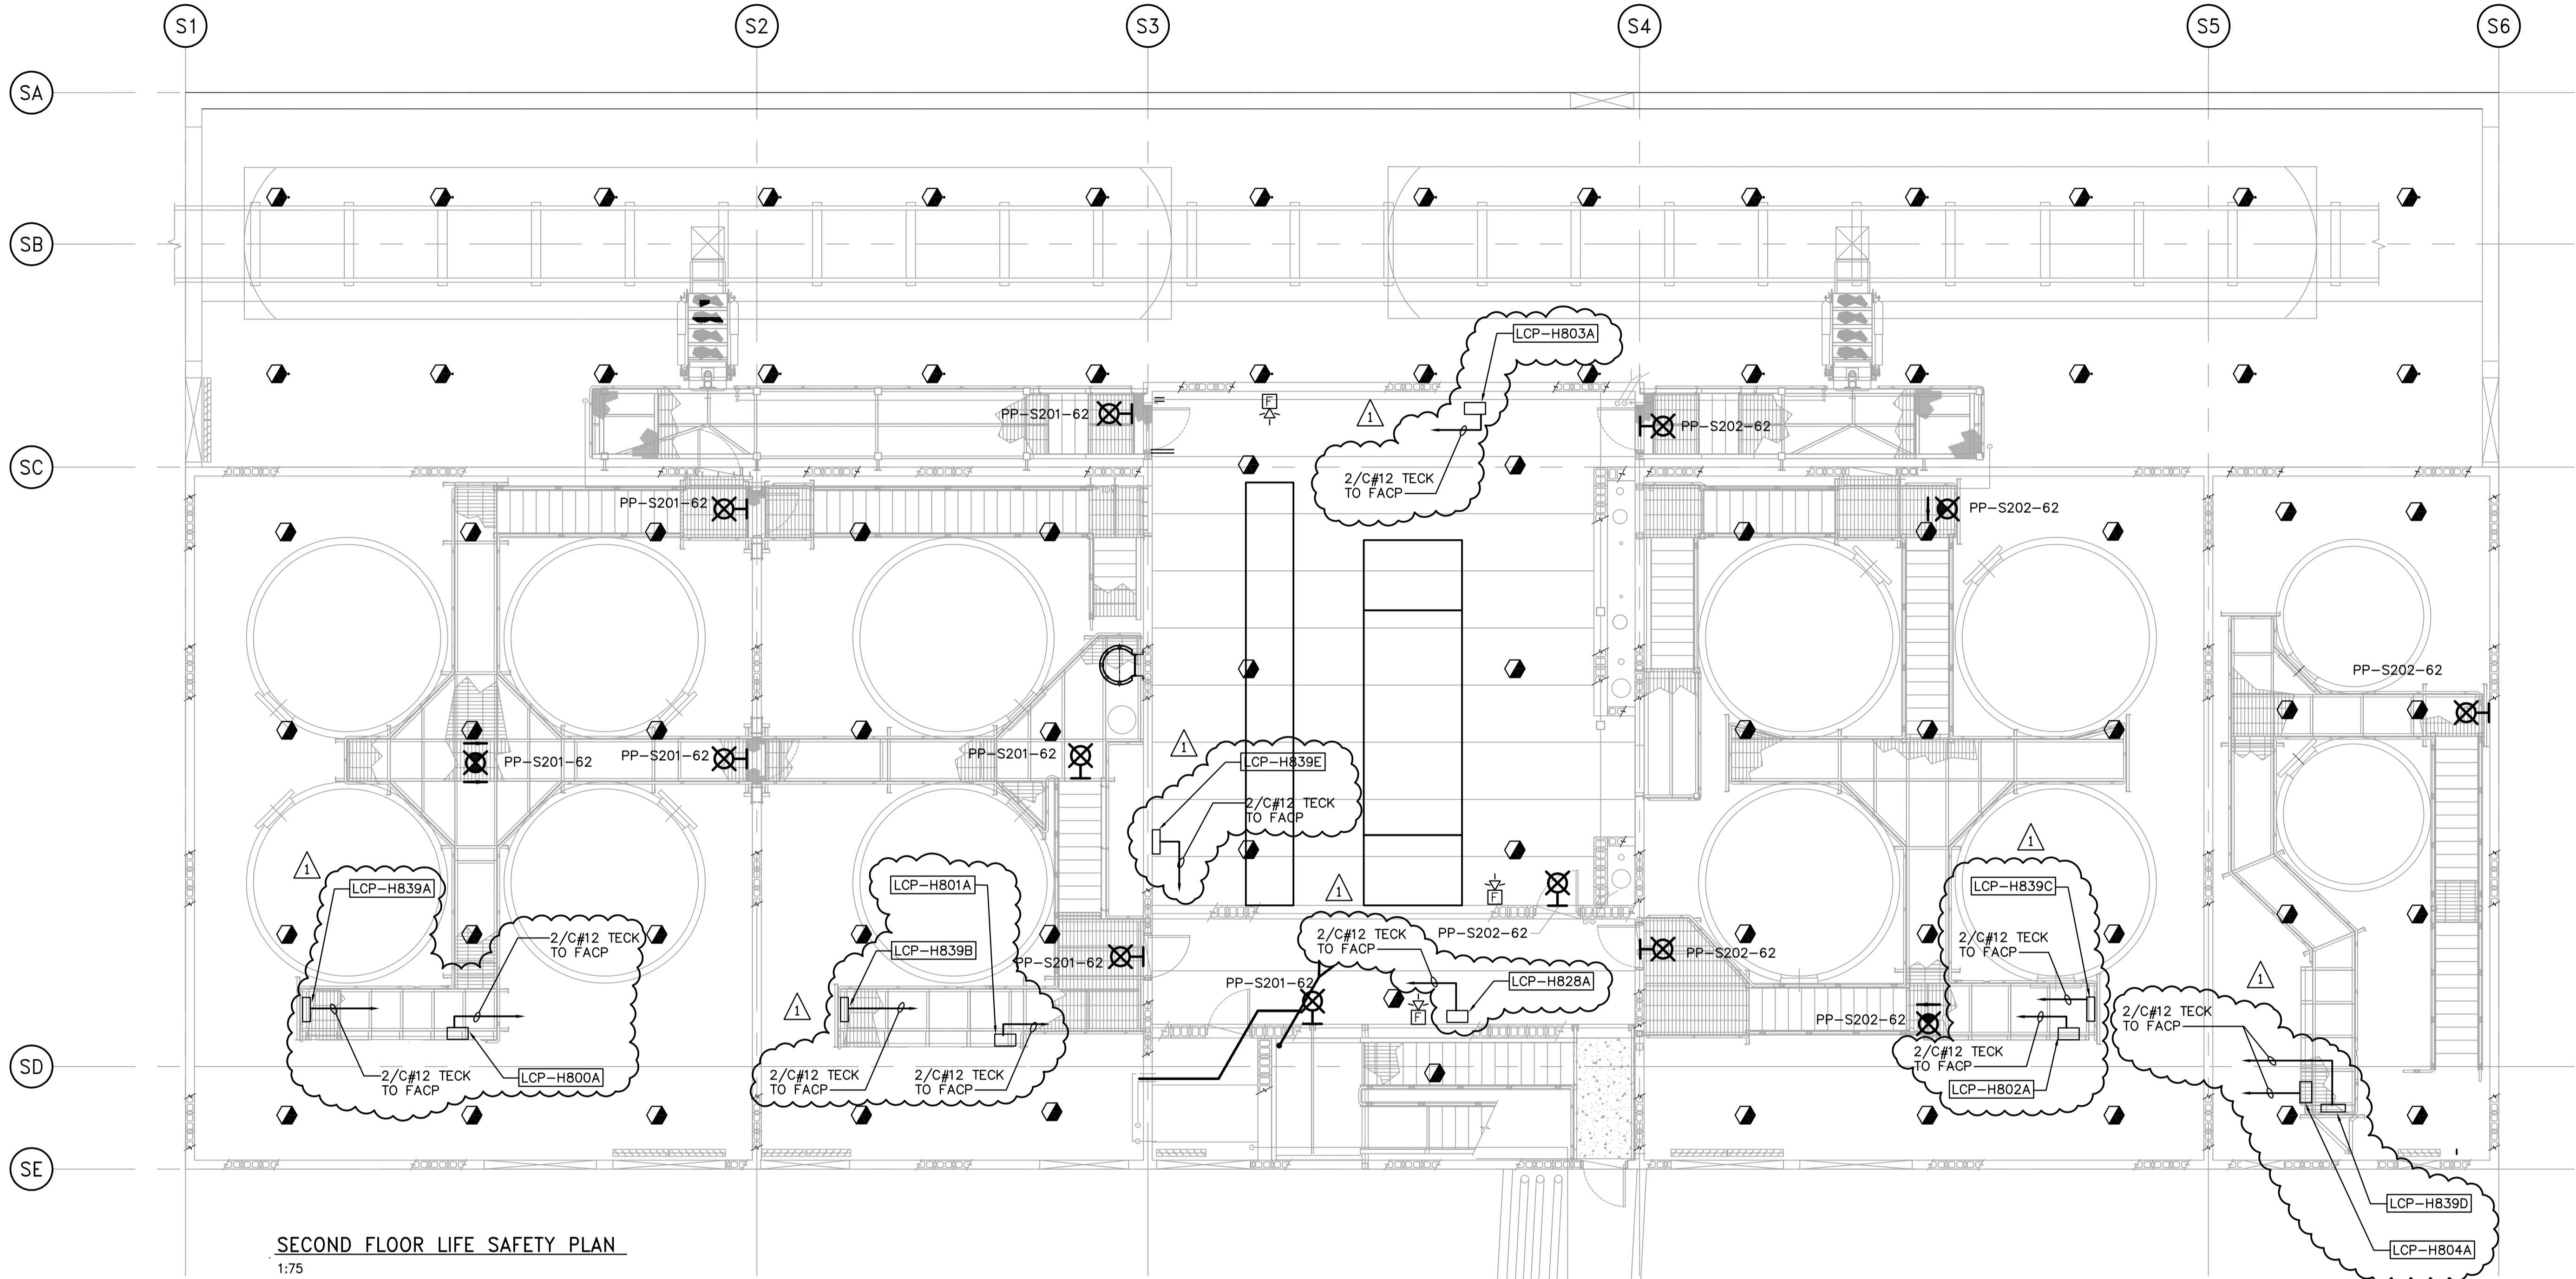 S1
S2
S3
S4
S5
S6
SA
SB
LCP-H803A
1
F
PP-S201-62
PP-S202-62
SC
2/C#12 TECK
TO FACP
PP-S201-62
PP-S202-62
PP-S202-62
1
PP-S201-62
PP-S201-62
PP-S201-62
LCP-H839E
2/C#12 TECK
TO FACP
1
1
1
LCP-H839A
LCP-H801A
F
LCP-H839C
2/C#12 TECK
TO FACP
LCP-H839B
2/C#12 TECK
TO FACP
PP-S202-62
2/C#12 TECK
TO FACP
PP-S201-62
PP-S202-62
1
1
PP-S201-62
LCP-H828A
F
PP-S202-62
2/C#12 TECK
TO FACP
SD
2/C#12 TECK
TO FACP
LCP-H800A
2/C#12 TECK
TO FACP
2/C#12 TECK
TO FACP
2/C#12 TECK
TO FACP
LCP-H802A
SE
LCP-H839D
LCP-H804A
SECOND FLOOR LIFE SAFETY PLAN
1:75